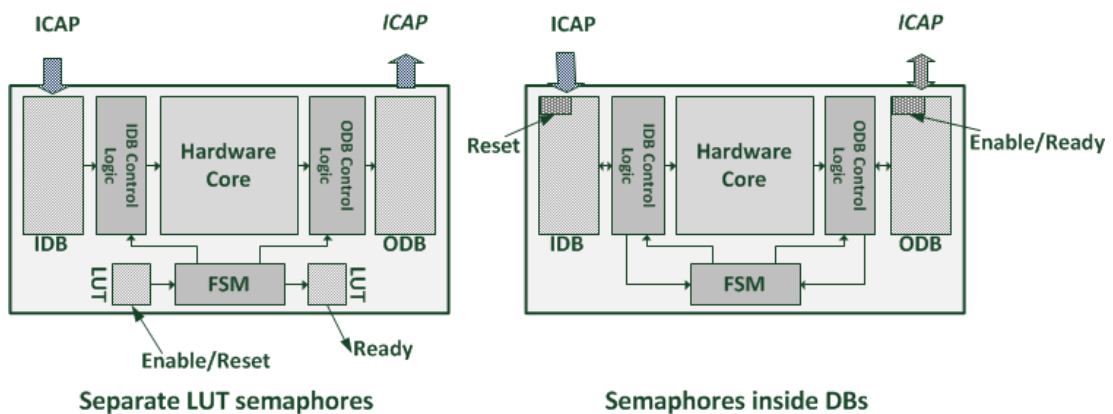 ICAP
ICAP
IDB Control
Logic
Hardware
Core
ODB Control
Logic
IDB
ODB
LUT
FSM
LUT
Enable/Reset
Ready
Separate LUT semaphores
ICAP
ICAP
Reset
IDB Control
Logic
Hardware
Core
ODB Control
Logic
Enable/Ready
IDB
ODB
FSM
Semaphores inside DBs